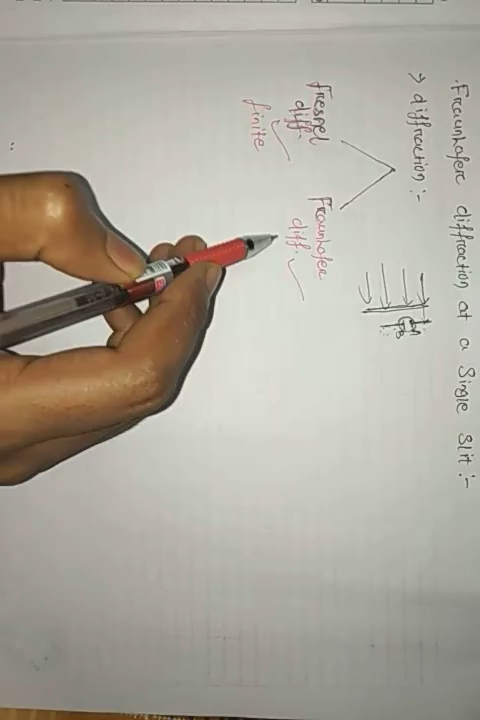 Fraunhofer diffraction at a Single Slit:-
> diffraction:-
Fresnel
diff.
finite
Fraunhofer
diff.